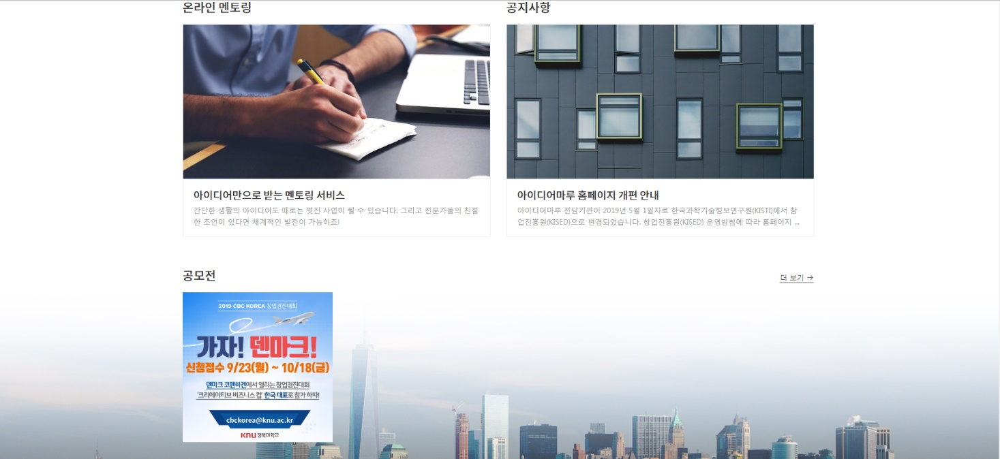 온라인 멘토링
공지사항
아이디어만으로 받는 멘토링 서비스
간단한 생활의 아이디어도 때로는 멋진 사업이 될 수 있습니다. 그리고 전문가들의 친절
한 조언이 있다면 체계적인 발전이 가능하죠!
아이디어마루 홈페이지 개편 안내
아이디어마루 전담기관이 2019년 5월 1일자로 한국과학기술정보연구원(KISTI)에서 창
업진흥원(KISED)으로 변경되었습니다. 창업진흥원(KISED) 운영방침에 따라 홈페이지 ...
공모전
더 보기 →
2019 CBC KOREA 창업경진대회
가자! 덴마크!
신청접수 9/23(월) ~ 10/18(금)
덴마크 코펜하겐에서 열리는 창업경진대회
'크리에이티브 비즈니스 컵' 한국 대표로 참가 하자!
cbckorea@knu.ac.kr
KNU 경북대학교